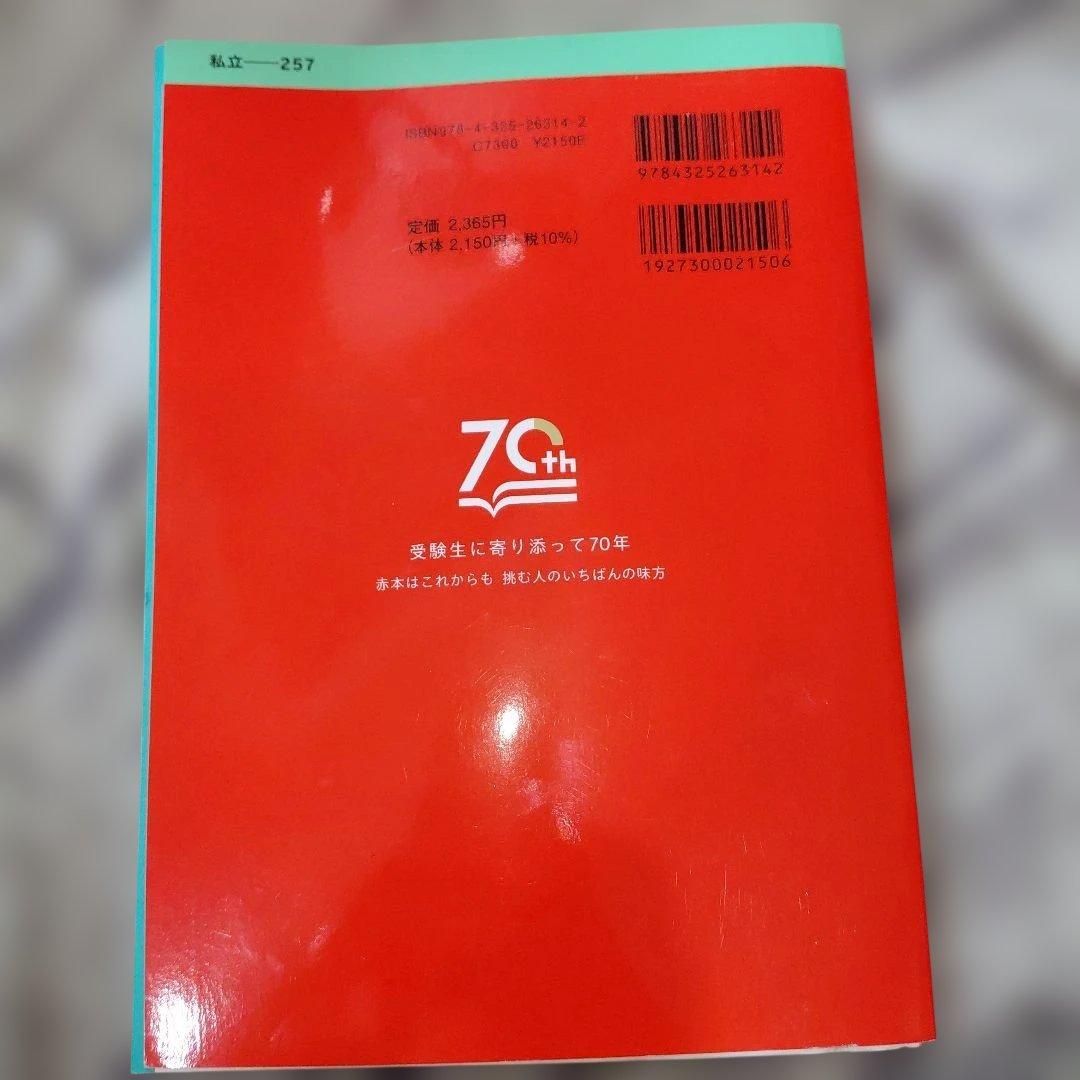 私立――257
ISBN978-4-325-26314-2
C7300 ¥2150E
9784325263142
定価 2,365円
(本体 2,150円+税10%)
1927300021506
70th
受験生に寄り添って70年
赤本はこれからも 挑む人のいちばんの味方